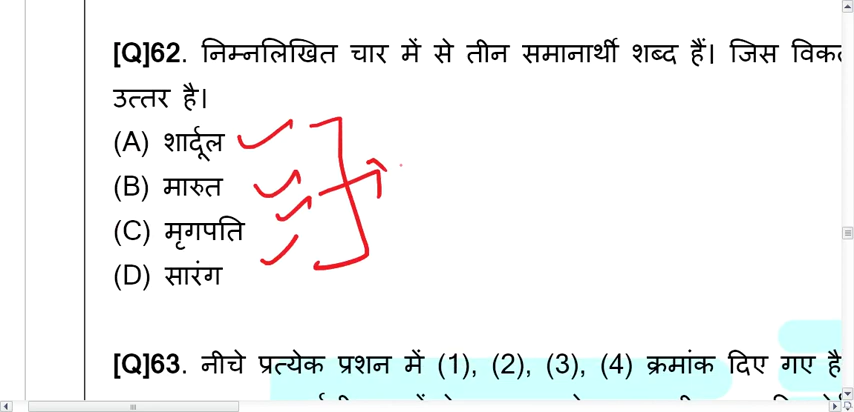 [Q]62. निम्नलिखित चार में से तीन समानार्थी शब्द हैं। जिस
उत्तर है।
(A) शार्दूल
(B) मारुत
(C) मृगपति
(D) सारंग
[Q]63. नीचे प्रत्येक प्रशन में (1), (2), (3), (4) क्रमांक दिए गए है